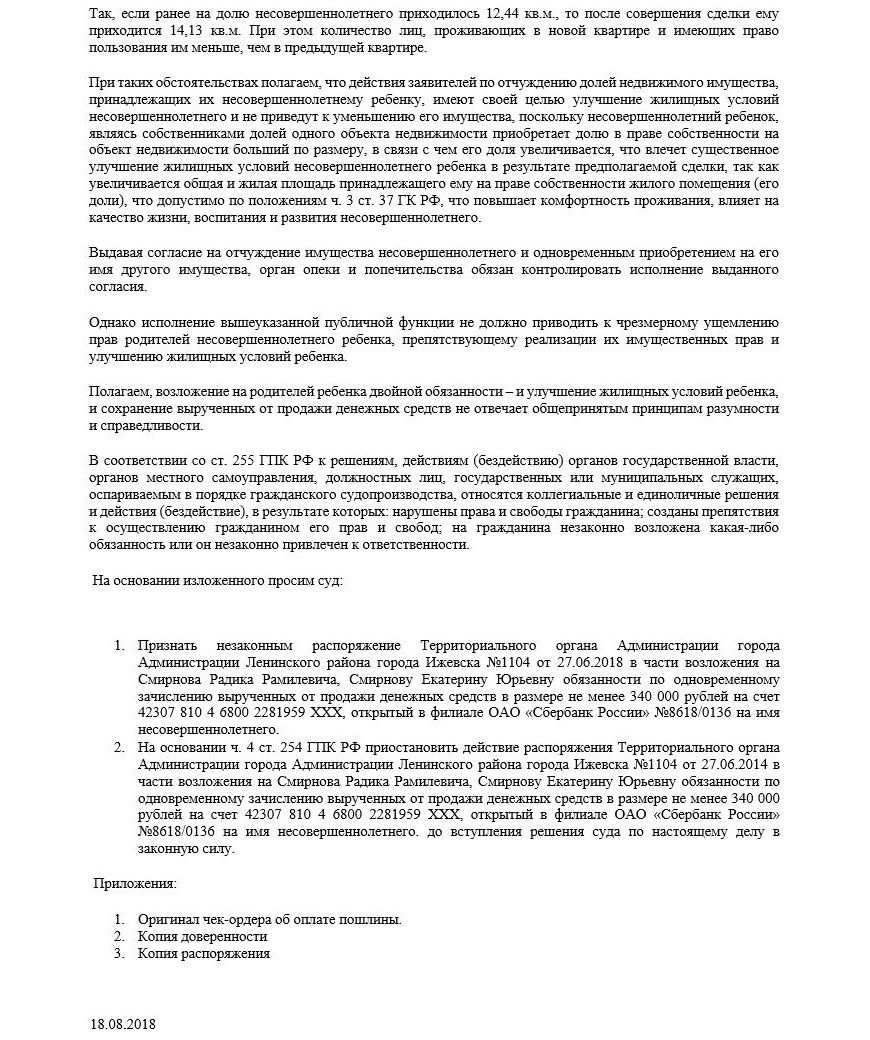 Так, если ранее на долю несовершеннолетнего приходилось 12,44 кв.м., то после совершения сделки ему
приходится 14,13 кв.м. При этом количество лиц, проживающих в новой квартире и имеющих право
пользования им меньше, чем в предыдущей квартире.
При таких обстоятельствах полагаем, что действия заявителей по отчуждению долей недвижимого имущества,
принадлежащих их несовершеннолетнему ребенку, имеют своей целью улучшение жилищных условий
несовершеннолетнего и не приведут к уменьшению его имущества, поскольку несовершеннолетний ребенок,
являясь собственниками долей одного объекта недвижимости приобретает долю в праве собственности на
объект недвижимости больший по размеру, в связи с чем его доля увеличивается, что влечет существенное
улучшение жилищных условий несовершеннолетнего ребенка в результате предполагаемой сделки, так как
увеличивается общая и жилая площадь принадлежащего ему на праве собственности жилого помещения (его
доли), что допустимо по положениям ч. 3 ст. 37 ГК РФ, что повышает комфортность проживания, влияет на
качество жизни, воспитания и развития несовершеннолетнего.
Выдавая согласие на отчуждение имущества несовершеннолетнего и одновременным приобретением на его
имя другого имущества, орган опеки и попечительства обязан контролировать исполнение выданного
согласия.
Однако исполнение вышеуказанной публичной функции не должно приводить к чрезмерному ущемлению
прав родителей несовершеннолетнего ребенка, препятствующему реализации их имущественных прав и
улучшению жилищных условий ребенка.
Полагаем, возложение на родителей ребенка двойной обязанности – и улучшение жилищных условий ребенка,
и сохранение вырученных от продажи денежных средств не отвечает общепринятым принципам разумности
и справедливости.
В соответствии со ст. 255 ГПК РФ к решениям, действиям (бездействию) органов государственной власти,
органов местного самоуправления, должностных лиц, государственных или муниципальных служащих,
оспариваемым в порядке гражданского судопроизводства, относятся коллегиальные и единоличные решения
и действия (бездействие), в результате которых: нарушены права и свободы гражданина; созданы препятствия
к осуществлению гражданином его прав и свобод; на гражданина незаконно возложена какая-либо
обязанность или он незаконно привлечен к ответственности.
На основании изложенного просим суд:
1. Признать незаконным распоряжение Территориального органа Администрации города
Администрации Ленинского района города Ижевска №1104 от 27.06.2018 в части возложения на
Смирнова Радика Рамилевича, Смирнову Екатерину Юрьевну обязанности по одновременному
зачислению вырученных от продажи денежных средств в размере не менее 340 000 рублей на счет
42307 810 4 6800 2281959 ХХХ, открытый в филиале ОАО «Сбербанк России» №8618/0136 на имя
несовершеннолетнего.
2. На основании ч. 4 ст. 254 ГПК РФ приостановить действие распоряжения Территориального органа
Администрации города Администрации Ленинского района города Ижевска №1104 от 27.06.2014 в
части возложения на Смирнова Радика Рамилевича, Смирнову Екатерину Юрьевну обязанности по
одновременному зачислению вырученных от продажи денежных средств в размере не менее 340 000
рублей на счет 42307 810 4 6800 2281959 ХХХ, открытый в филиале ОАО «Сбербанк России»
№8618/0136 на имя несовершеннолетнего. до вступления решения суда по настоящему делу в
законную силу.
Приложения:
1. Оригинал чек-ордера об оплате пошлины.
2. Копия доверенности
3. Копия распоряжения
18.08.2018